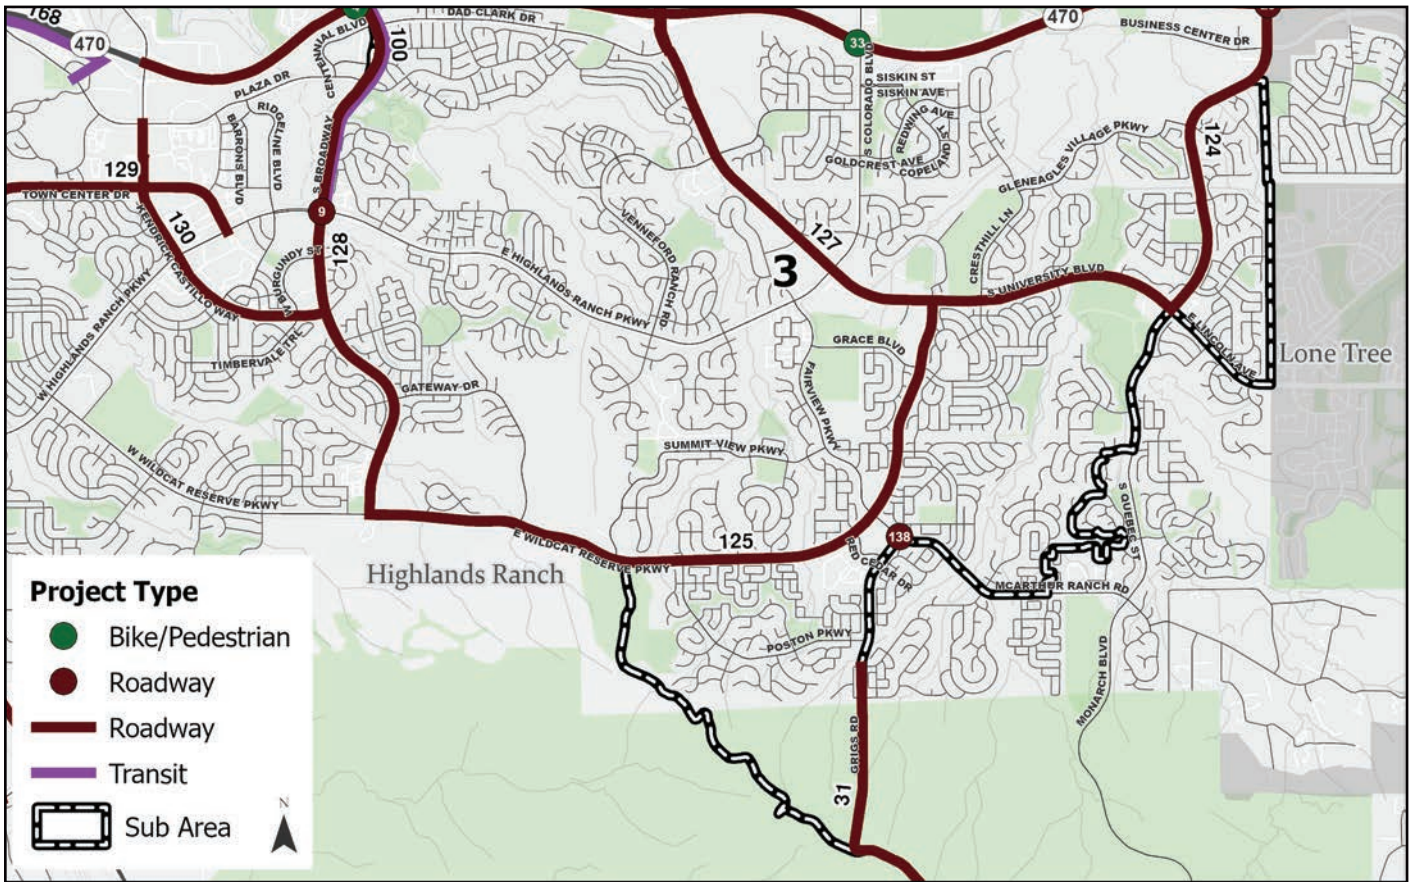 168
470
DAD CLARK DR
470
BUSINESS CENTER DR
CENTENNIAL BLVD
100
33
PLAZA DR
SISKIN ST
SISKIN AVE
S COLORADO BLVD
REDWING AVE
RIDGELINE BLVD
BARRONS BLVD
S BROADWAY
GLENEAGLES VILLAGE PKWY
124
GOLDCREST AVE
129
TOWN CENTER DR
9
130
KENDRICK CASTILLO WAY
128
W BURGUNDY ST
VENNEFORD RANCH RD
127
CRESTHILL LN
E HIGHLANDS RANCH PKWY
3
S UNIVERSITY BLVD
W HIGHLANDS RANCH PKWY
TIMBERVALE TRL
GRACE BLVD
E LINCOLN AVE
Lone Tree
GATEWAY DR
FAIRVIEW PKWY
SUMMIT VIEW PKWY
W WILDCAT RESERVE PKWY
S QUEBEC ST
E WILDCAT RESERVE PKWY
125
138
RED CEDAR DR
Highlands Ranch
MCARTHUR RANCH RD
POSTON PKWY
MONARCH BLVD
GRIGS RD
31
Project Type
Bike/Pedestrian
Roadway
Roadway
Transit
Sub Area
N